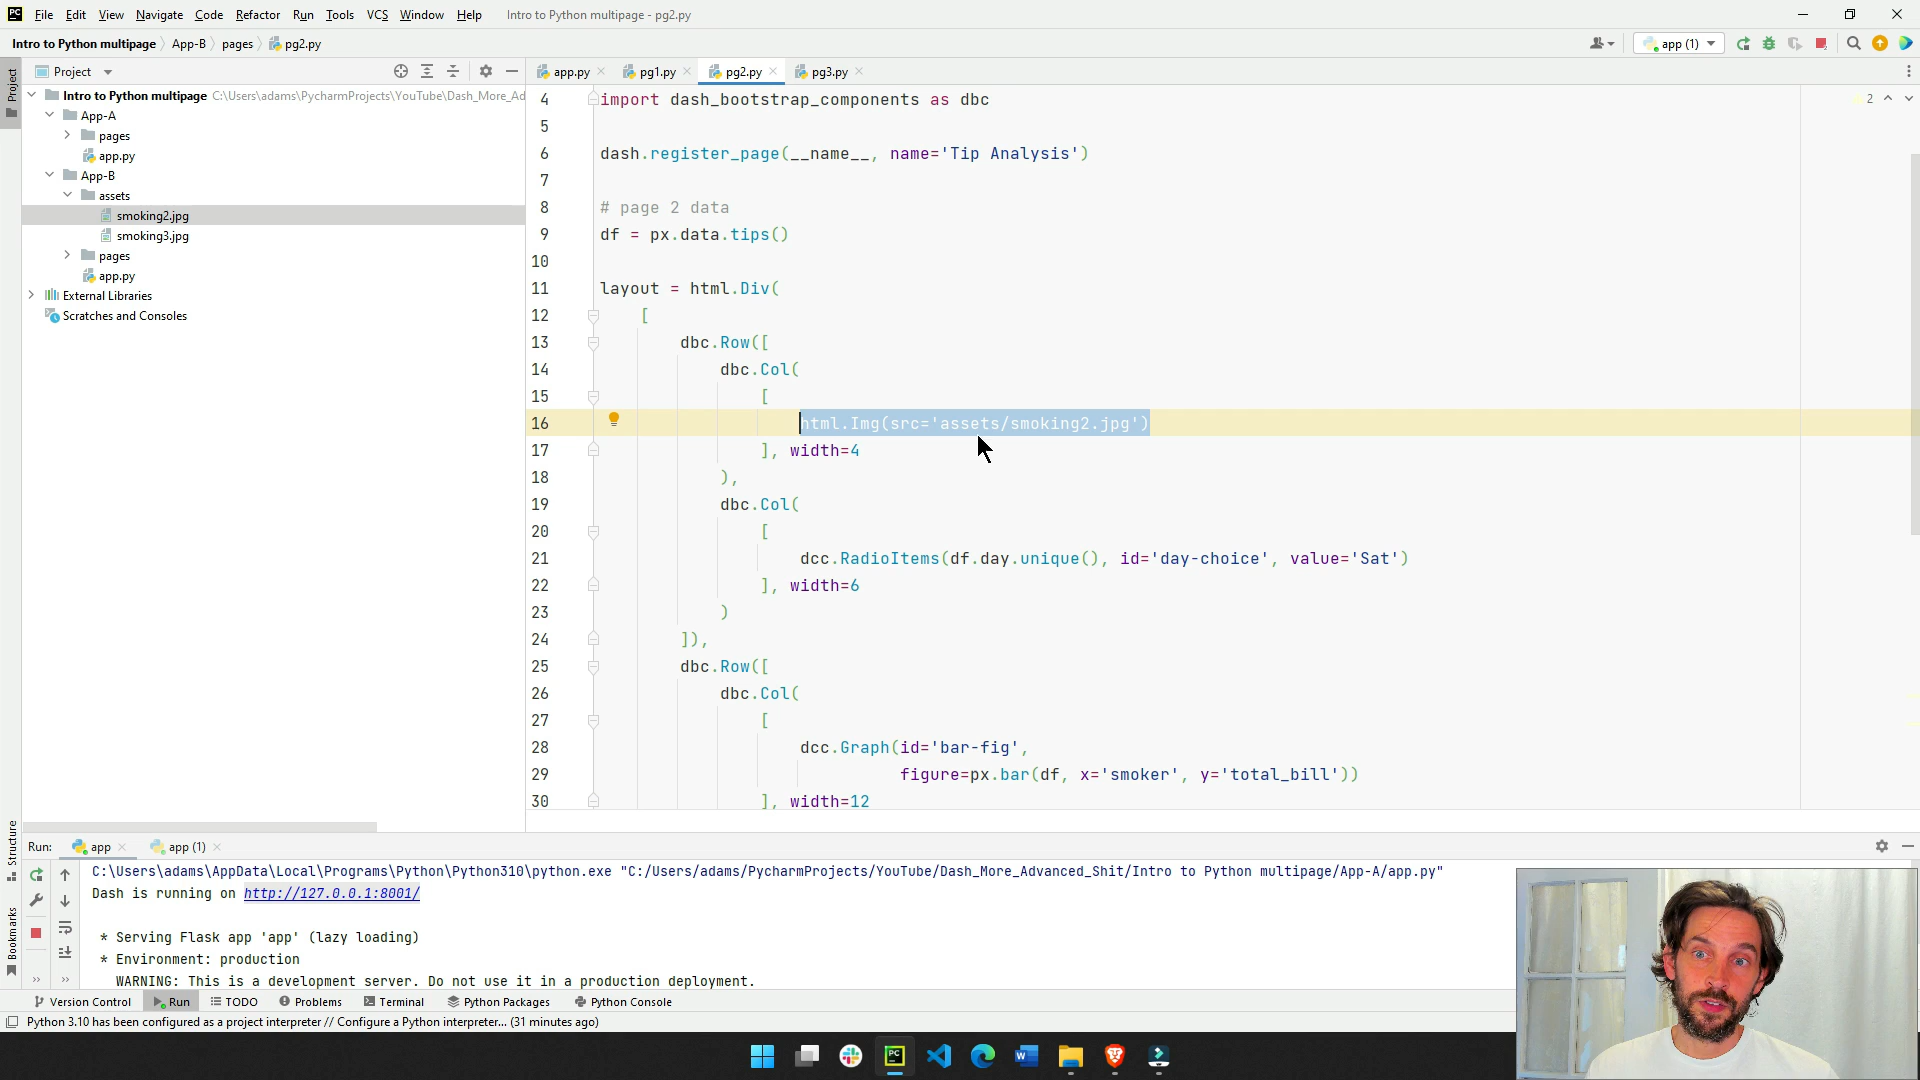 PC File Edit View Navigate Code Refactor Run Tools VCS Window Help Intro to Python multipage - pg2.py
Intro to Python multipage App-B pages pg2.py
app (1)
Project
Project
Intro to Python multipage C:\Users\adams\PycharmProjects\YouTube\Dash_More_Ad
App-A
pages
app.py
App-B
assets
smoking2.jpg
smoking3.jpg
pages
app.py
External Libraries
Scratches and Consoles
app.py pg1.py pg2.py pg3.py
2
4 import dash_bootstrap_components as dbc
5
6 dash.register_page(__name__, name='Tip Analysis')
7
8 # page 2 data
9 df = px.data.tips()
10
11 layout = html.Div(
12 [
13 dbc.Row([
14 dbc.Col(
15 [
16 html.Img(src='assets/smoking2.jpg')
17 ], width=4
18 ),
19 dbc.Col(
20 [
21 dcc.RadioItems(df.day.unique(), id='day-choice', value='Sat')
22 ], width=6
23 )
24 ]),
25 dbc.Row([
26 dbc.Col(
27 [
28 dcc.Graph(id='bar-fig',
29 figure=px.bar(df, x='smoker', y='total_bill'))
30 ], width=12
Structure
Bookmarks
Run: app app (1)
C:\Users\adams\AppData\Local\Programs\Python\Python310\python.exe "C:/Users/adams/PycharmProjects/YouTube/Dash_More_Advanced_Shit/Intro to Python multipage/App-A/app.py"
Dash is running on http://127.0.0.1:8001/
* Serving Flask app 'app' (lazy loading)
* Environment: production
WARNING: This is a development server. Do not use it in a production deployment.
Version Control Run TODO Problems Terminal Python Packages Python Console
Python 3.10 has been configured as a project interpreter // Configure a Python interpreter... (31 minutes ago)
PC